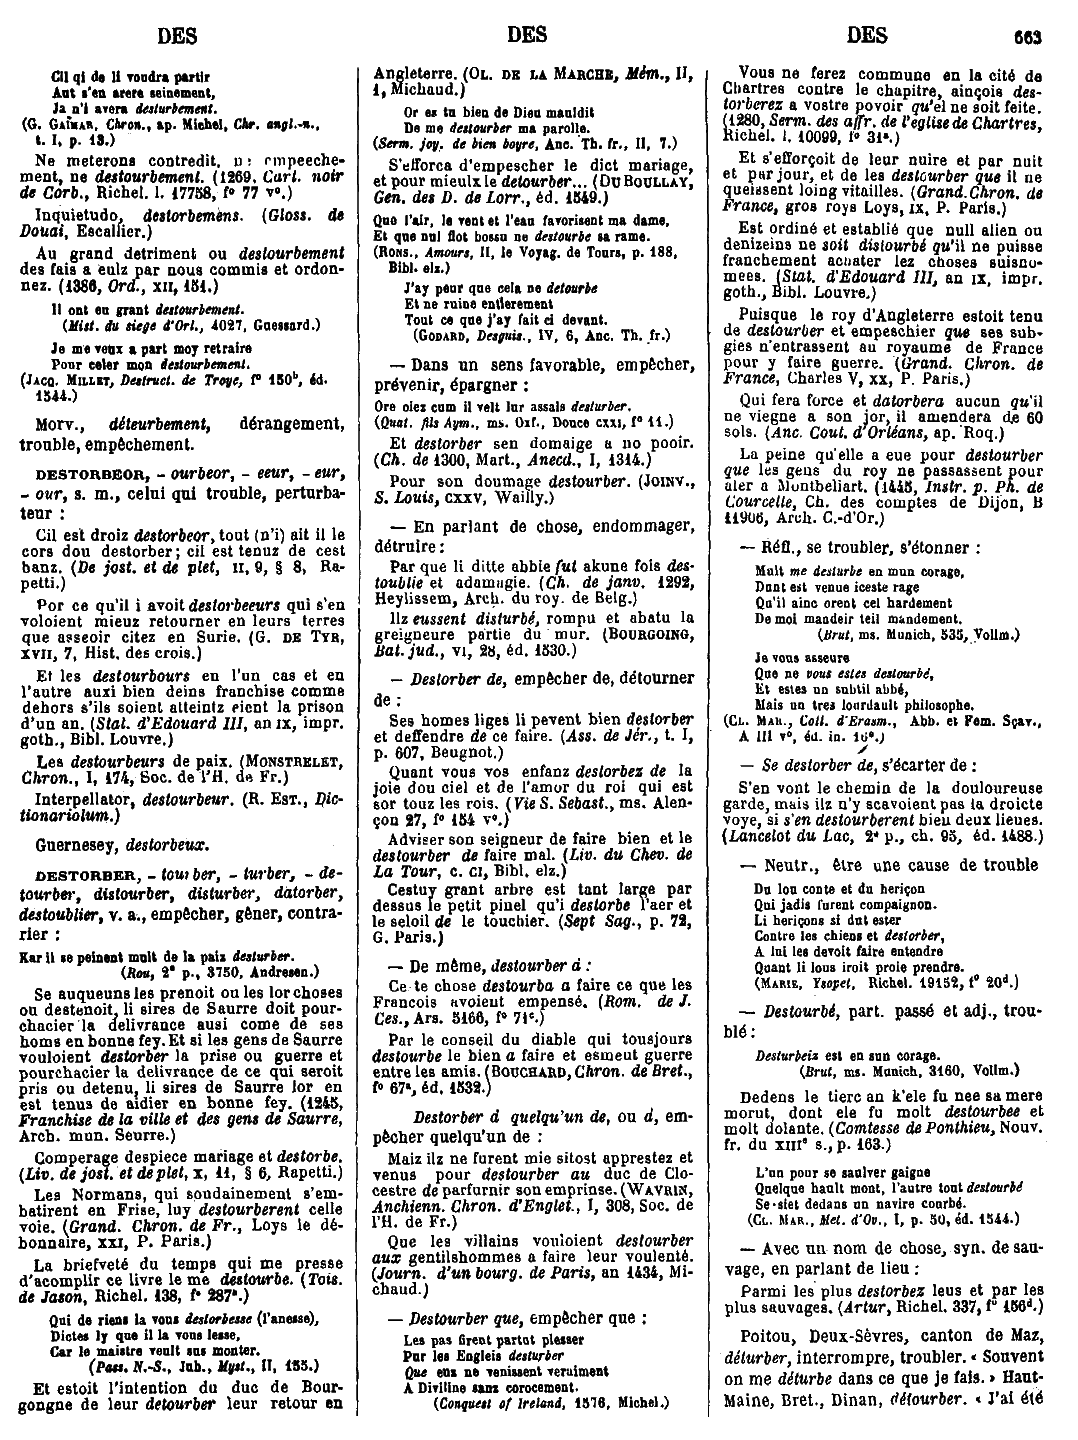 DES
DES
DES
663
Cil qi de li voudra partir
Aut s'en arere seinement,
Ja n'i avera desturbement.
(G. GAIMAR, Chron., ap. Michel, Chr. angl.-n.,
t. I, p. 13.)
Ne meterons contredit, empeeche-
ment, ne destourbement. (1269, Cart. noir
de Corb., Richel. l. 17758, f° 77 v°.)
Inquietudo, destorbemens. (Gloss. de
Douai, Escallier.)
Au grand detriment ou destourbement
des fais a eulz par nous commis et ordon-
nez. (1386, Ord., XII, 151.)
Il ont eu grant destourbement.
(Mist. du siege d'Orl., 4027, Guessard.)
Je me veux a part moy retraire
Pour celer mon destourbement.
(JACQ. MILLET, Destruct. de Troye, f° 150b, éd.
1544.)
Morv., déteurbement, dérangement,
trouble, empêchement.
DESTORBEOR, - ourbeor, - eeur, - eur,
- our, s. m., celui qui trouble, perturba-
teur :
Cil est droiz destorbeor, tout (n'i) ait il le
cors dou destorber; cil est tenuz de cest
banz. (De jost. et de plet, II, 9, § 8, Ra-
petti.)
Por ce qu'il i avoit destorbeeurs qui s'en
voloient mieuz retourner en leurs terres
que asseoir citez en Surie. (G. DE TYR,
XVII, 7, Hist. des crois.)
Et les destourbours en l'un cas et en
l'autre auxi bien deins franchise comme
dehors s'ils soient atteintz eient la prison
d'un an. (Stat. d'Edouard III, an IX, impr.
goth., Bibl. Louvre.)
Les destourbeurs de paix. (MONSTRELET,
Chron., I, 174, Soc. de l'H. de Fr.)
Interpellator, destourbeur. (R. EST., Dic-
tionariolum.)
Guernesey, destorbeux.
DESTORBER, - tourber, - turber, - de-
tourber, distourber, disturber, datorber,
destoublier, v. a., empêcher, gêner, contra-
rier :
Kar il se peinent mult de la paiz desturber.
(Rou, 2e p., 3750, Andresen.)
Se auqueuns les prenoit ou les lor choses
ou destenoit, li sires de Saurre doit pour-
chacier la delivrance ausi come de ses
homs en bonne fey. Et si les gens de Saurre
vouloient destorber la prise ou guerre et
pourchacier la delivrance de ce qui seroit
pris ou detenu, li sires de Saurre lor en
est tenus de aidier en bonne fey. (1245,
Franchise de la ville et des gens de Saurre,
Arch. mun. Seurre.)
Comperage despiece mariage et destorbe.
(Liv. de jost. et de plet, X, 11, § 6, Rapetti.)
Les Normans, qui soudainement s'em-
batirent en Frise, luy destourberent celle
voie. (Grand. Chron. de Fr., Loys le dé-
bonnaire, XXI, P. Paris.)
La briefveté du temps qui me presse
d'acomplir ce livre le me destourbe. (Tois.
de Jason, Richel. 138, f° 287a.)
Qui de riens la vous destorbesse (l'anesse),
Dictes ly que il la vous lesse,
Car le maistre veult sus monter.
(Pass. N.-S., Jub., Myst., II, 155.)
Et estoit l'intention du duc de Bour-
gongne de leur detourber leur retour en
Angleterre. (OL. DE LA MARCHE, Mém., II,
1, Michaud.)
Or es tu bien de Dieu mauldit
De me destourber ma parolle.
(Serm. joy. de bien boyre, Anc. Th. fr., II, 7.)
S'efforca d'empescher le dict mariage,
et pour mieulx le detourber... (DU BOULLAY,
Gen. des D. de Lorr., éd. 1549.)
Que l'air, le vent et l'eau favorisent ma dame,
Et que nul flot bossu ne destourbe sa rame.
(RONS., Amours, II, le Voyag. de Tours, p. 188,
Bibl. elz.)
J'ay peur que cela ne detourbe
Et ne ruine entierement
Tout ce que j'ay fait ci devant.
(GODARD, Desguis., IV, 6, Anc. Th. fr.)
— Dans un sens favorable, empêcher,
prévenir, épargner :
Ore oiez cum il velt lur assals desturber.
(Quat. fils Aym., ms. Oxf., Douce CXXI, f° 11.)
Et destorber sen domaige a no pooir.
(Ch. de 1300, Mart., Anecd., I, 1314.)
Pour son doumage destourber. (JOINV.,
S. Louis, CXXV, Wailly.)
— En parlant de chose, endommager,
détruire :
Par que li ditte abbie fut akune fois des-
toublie et adamagie. (Ch. de janv. 1292,
Heylissem, Arch. du roy. de Belg.)
Ilz eussent disturbé, rompu et abatu la
greigneure partie du mur. (BOURGOING,
Bat. jud., VI, 28, éd. 1530.)
— Destorber de, empêcher de, détourner
de :
Ses homes liges li pevent bien destorber
et deffendre de ce faire. (Ass. de Jér., t. I,
p. 607, Beugnot.)
Quant vous vos enfanz destorbez de la
joie dou ciel et de l'amor du roi qui est
sor touz les rois. (Vie S. Sebast., ms. Alen-
çon 27, f° 154 v°.)
Adviser son seigneur de faire bien et le
destourber de faire mal. (Liv. du Chev. de
La Tour, c. CI, Bibl. elz.)
Cestuy grant arbre est tant large par
dessus le petit pinel qu'i destorbe l'aer et
le seloil de le touchier. (Sept Sag., p. 72,
G. Paris.)
— De même, destourber à :
Ce te chose destourba a faire ce que les
Francois avoient empensé. (Rom. de J.
Ces., Ars. 5166, f° 71c.)
Par le conseil du diable qui tousjours
destourbe le bien a faire et esmeut guerre
entre les amis. (BOUCHARD, Chron. de Bret.,
f° 67a, éd. 1532.)
Destorber à quelqu'un de, ou à, em-
pêcher quelqu'un de :
Maiz ilz ne furent mie sitost apprestez et
venus pour destourber au duc de Clo-
cestre de parfurnir son emprinse. (WAVRIN,
Anchienn. Chron. d'Englet., I, 308, Soc. de
l'H. de Fr.)
Que les villains vouloient destourber
aux gentilshommes a faire leur voulenté.
(Journ. d'un bourg. de Paris, an 1434, Mi-
chaud.)
— Destourber que, empêcher que :
Les pas firent partut plesser
Pur les Engleis desturber
Que eus ne venissent veruiment
A Diviline sanz corocement.
(Conquest of Ireland, 1576, Michel.)
Vous ne ferez commune en la cité de
Chartres contre le chapitre, ainçois des-
torberez a vostre povoir qu'el ne soit feite.
(1280, Serm. des affr. de l'eglise de Chartres,
Richel. l. 10099, f° 31a.)
Et s'efforçoit de leur nuire et par nuit
et par jour, et de les destourber que il ne
queissent loing vitailles. (Grand. Chron. de
France, gros roys Loys, IX, P. Paris.)
Est ordiné et establié que null alien ou
denizeins ne soit distourbé qu'il ne puisse
franchement achater lez choses suisno-
mees. (Stat. d'Edouard III, an IX, impr.
goth., Bibl. Louvre.)
Puisque le roy d'Angleterre estoit tenu
de destourber et empeschier que ses sub-
gies n'entrassent au royaume de France
pour y faire guerre. (Grand. Chron. de
France, Charles V, XX, P. Paris.)
Qui fera force et datorbera aucun qu'il
ne viegne a son jor, il amendera de 60
sols. (Anc. Cout. d'Orléans, ap. Roq.)
La peine qu'elle a eue pour destourber
que les gens du roy ne passassent pour
aler a Montbeliart. (1445, Instr. p. Ph. de
Courcelle, Ch. des comptes de Dijon, B
11906, Arch. C.-d'Or.)
— Réfl., se troubler, s'étonner :
Mult me desturbe en mun corage,
Dunt est venue iceste rage
Qu'il ainc orent cel hardement
De moi mandeir teil mandement.
(Brut, ms. Munich, 535, Vollm.)
Je vous asseure
Que ne vous estes destourbé,
Et estes un subtil abbé,
Mais un tres lourdault philosophe.
(CL. MAR., Coll. d'Erasm., Abb. et Fem. Sçav.,
A III v°, éd. in. 16°.)
— Se destorber de, s'écarter de :
S'en vont le chemin de la douloureuse
garde, mais ilz n'y scavoient pas la droicte
voye, si s'en destourberent bien deux lieues.
(Lancelot du Lac, 2e p., ch. 95, éd. 1488.)
— Neutr., être une cause de trouble
Du lou conte et du heriçon
Qui jadis furent compaignon.
Li heriçons si dut ester
Contre les chiens et destorber,
A lui les devoit faire entendre
Quant li lous iroit proie prendre.
(MARIE, Ysopet, Richel. 19152, f° 20d.)
— Destourbé, part. passé et adj., trou-
blé :
Desturbeiz est en sun corage.
(Brut, ms. Munich, 3160, Vollm.)
Dedens le tierc an k'ele fu nee sa mere
morut, dont ele fu molt destourbee et
molt dolante. (Comtesse de Ponthieu, Nouv.
fr. du XIIIe s., p. 163.)
L'un pour se saulver gaigne
Quelque hault mont, l'autre tout destourbé
Se siet dedans un navire courbé.
(CL. MAR., Met. d'Ov., I, p. 50, éd. 1544.)
— Avec un nom de chose, syn. de sau-
vage, en parlant de lieu :
Parmi les plus destorbez leus et par les
plus sauvages. (Artur, Richel. 337, f° 156d.)
Poitou, Deux-Sèvres, canton de Maz,
déturber, interrompre, troubler. « Souvent
on me déturbe dans ce que je fais. » Haut-
Maine, Bret., Dinan, détourber. « J'ai été